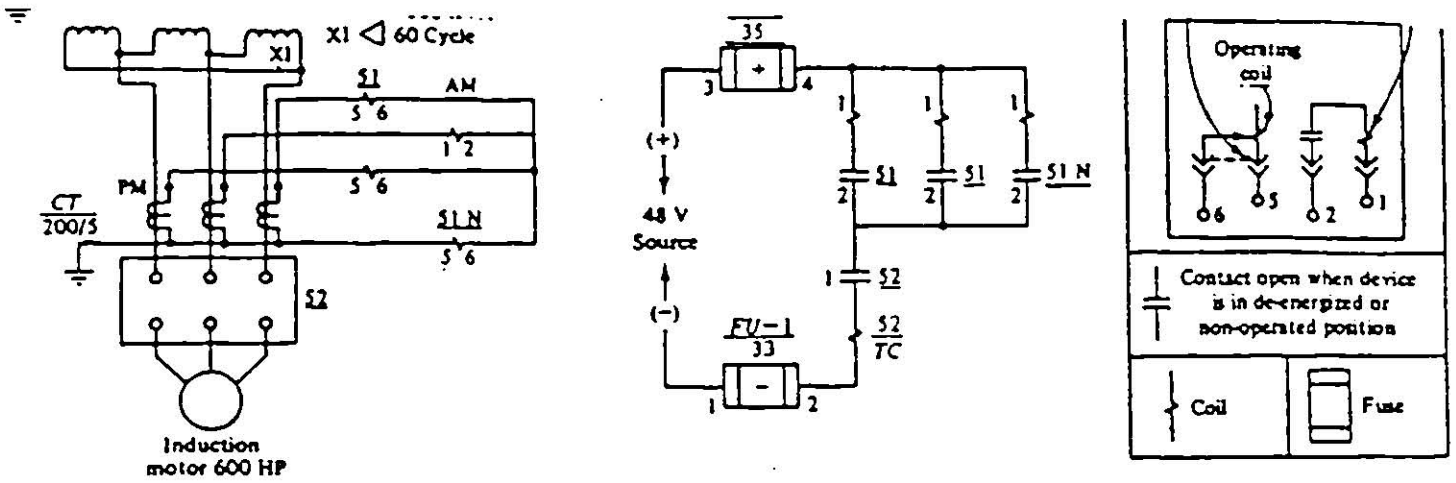 X1
X1 60 Cycle
51
5 6
AM
1 2
5 6
PM
CT
200/5
51 N
5 6
52
Induction
motor 600 HP
35
3 + 4
(+)
48 V
Source
(−)
1
1
1
2 51
2 51
2 51 N
1 52
52
TC
FU−1
33
1 − 2
Operating
coil
6
5
2
1
Contact open when device
is in de-energized or
non-operated position
Coil
Fuse